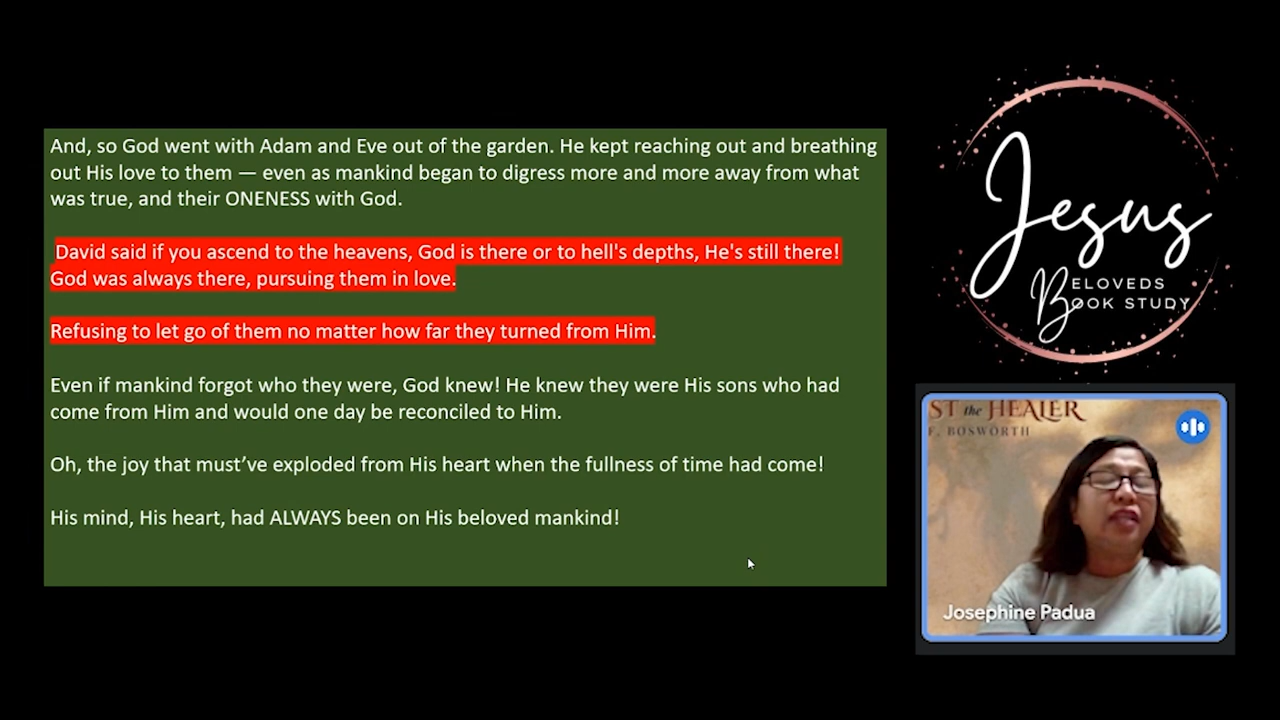 And, so God went with Adam and Eve out of the garden. He kept reaching out and breathing
out His love to them — even as mankind began to digress more and more away from what
was true, and their ONENESS with God.
David said if you ascend to the heavens, God is there or to hell's depths, He's still there!
God was always there, pursuing them in love.
Refusing to let go of them no matter how far they turned from Him.
Even if mankind forgot who they were, God knew! He knew they were His sons who had
come from Him and would one day be reconciled to Him.
Oh, the joy that must’ve exploded from His heart when the fullness of time had come!
His mind, His heart, had ALWAYS been on His beloved mankind!
Jesus
BELOVEDS
BOOK STUDY
ST the HEALER
F. BOSWORTH
Josephine Padua